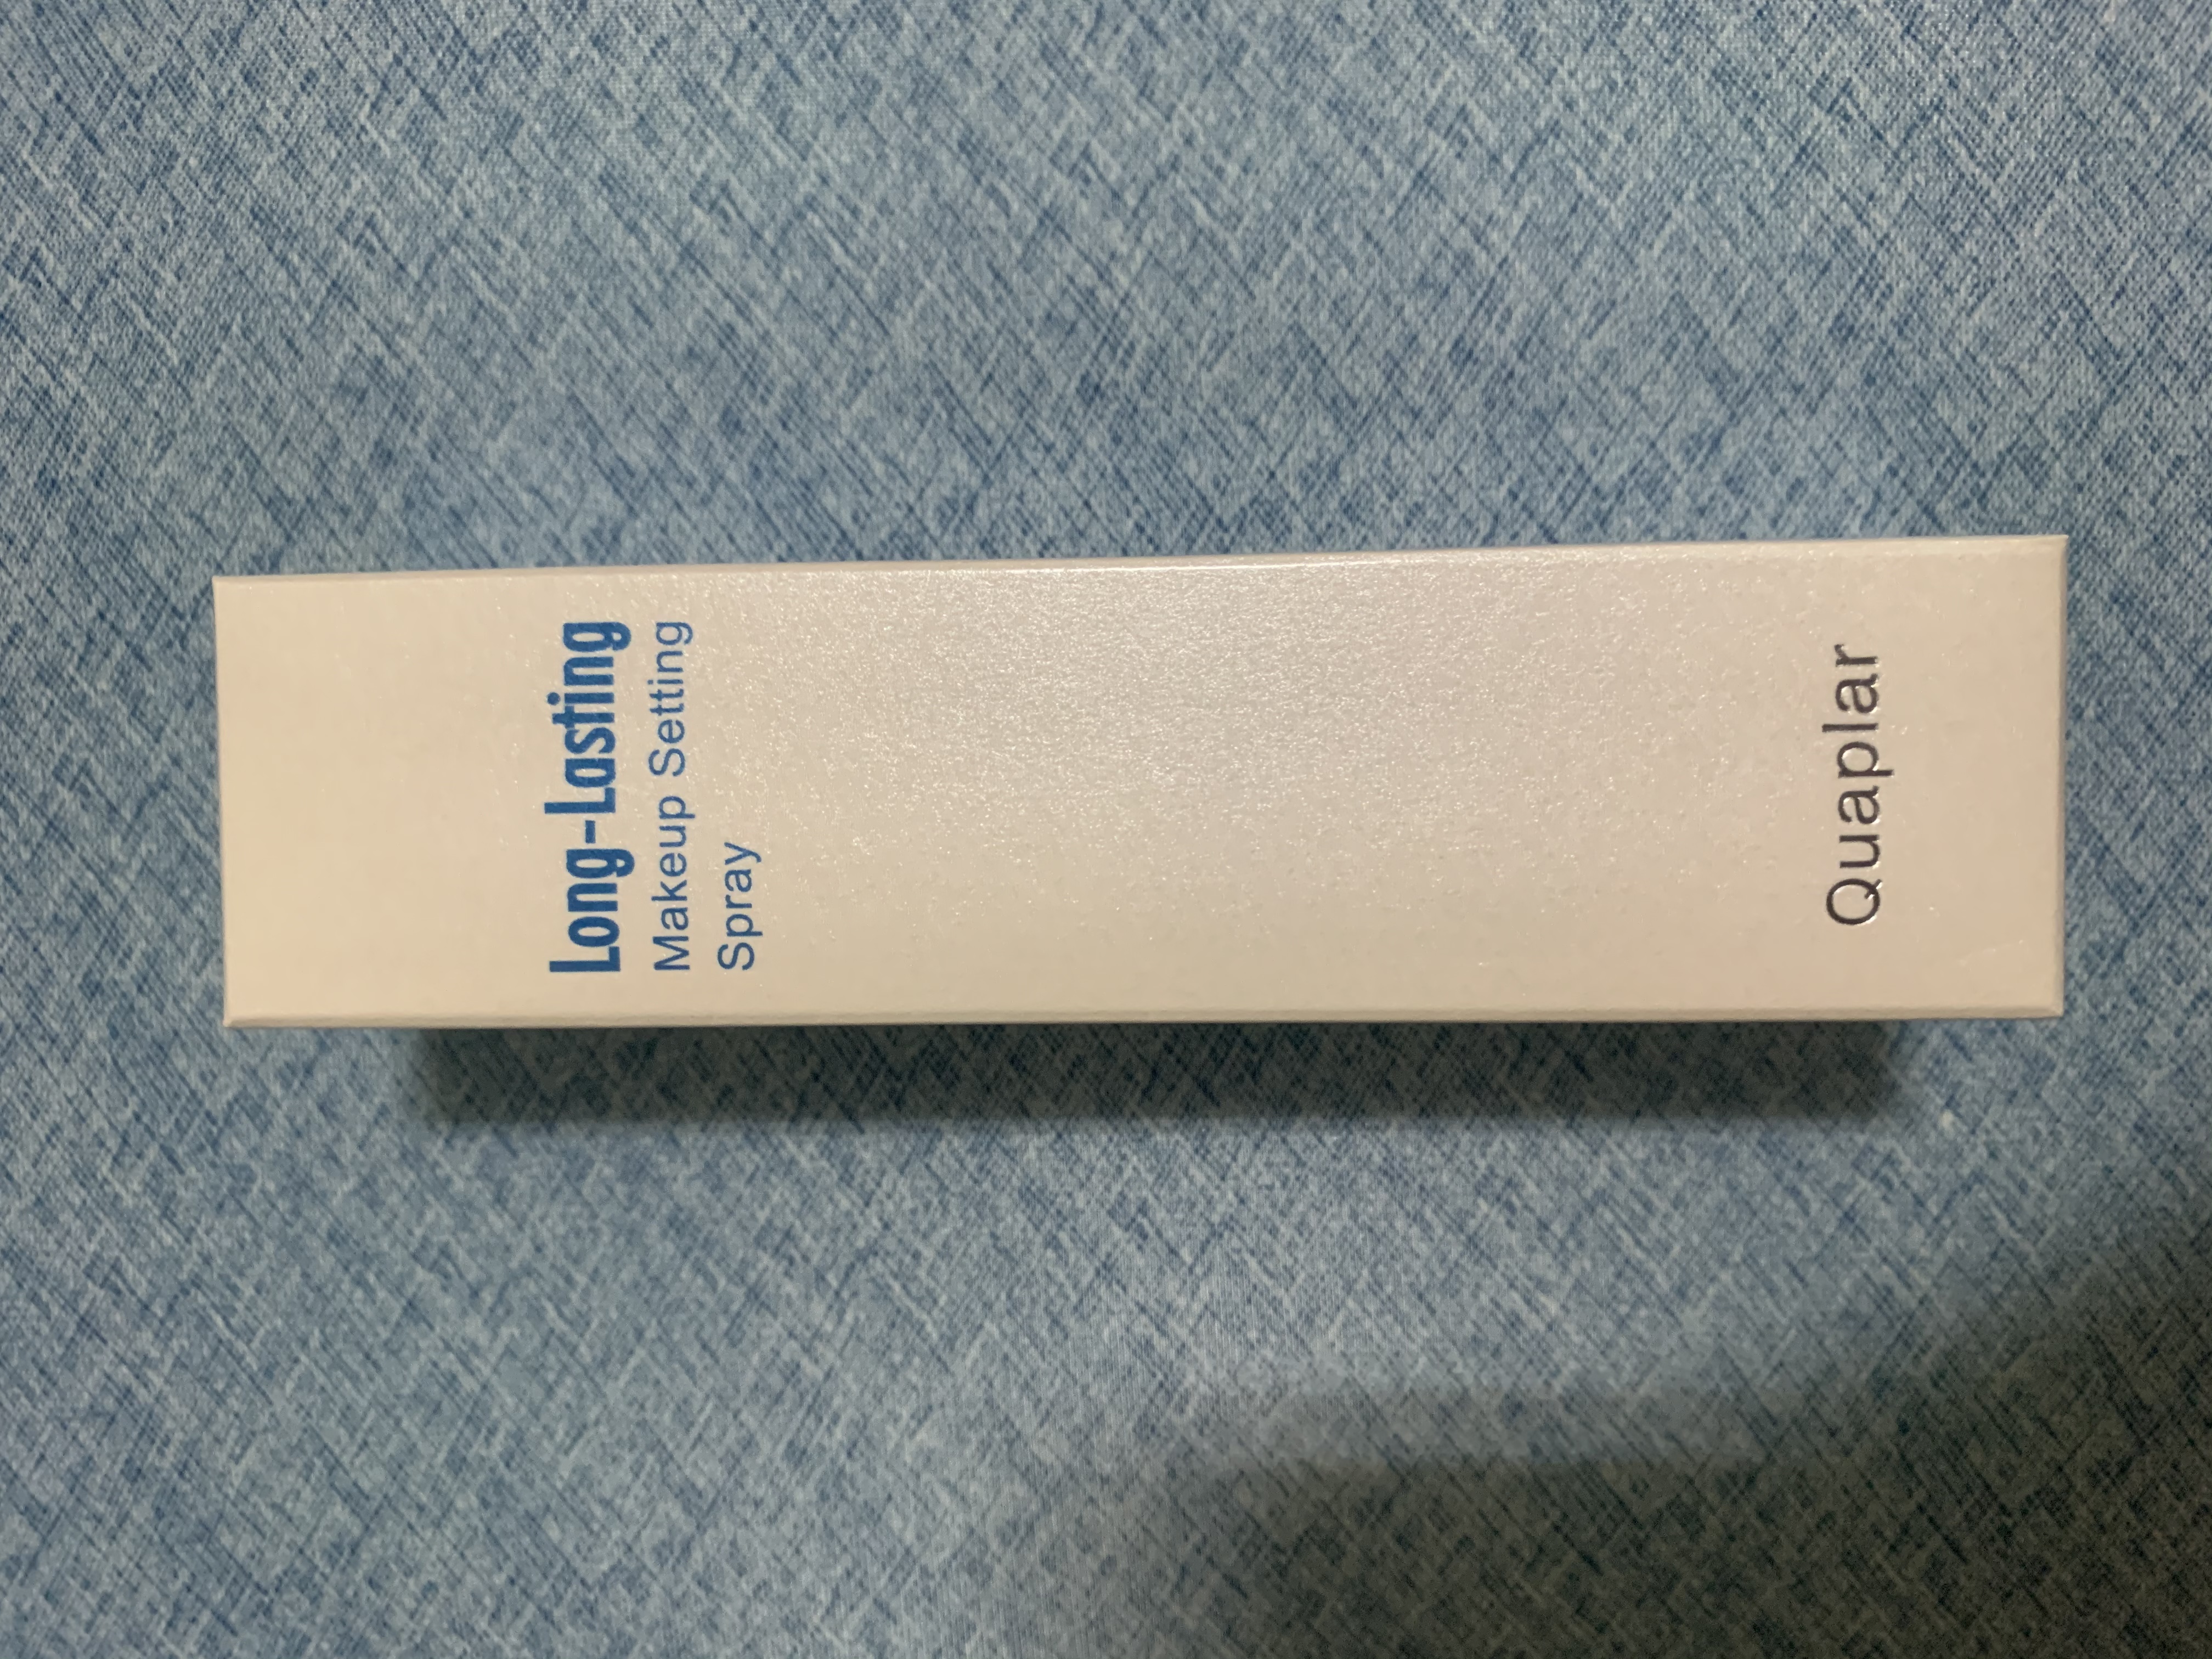 Long-Lasting
Makeup Setting
Spray
Quaplar